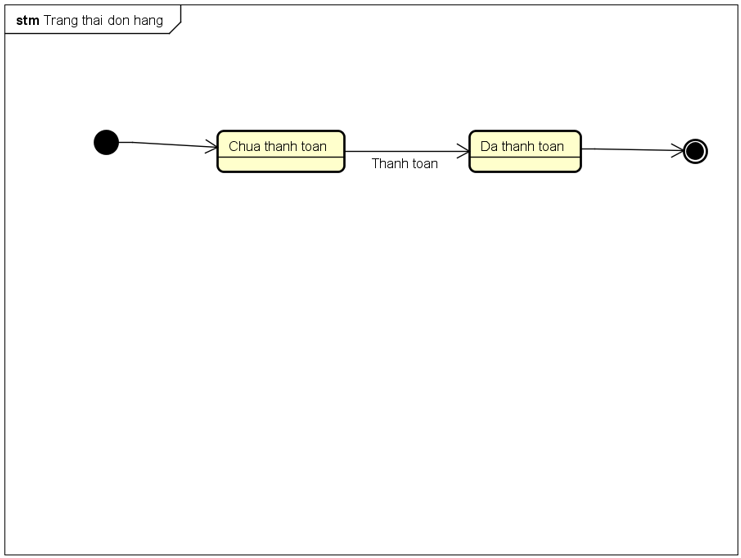 stm Trang thai don hang
Chua thanh toan
Thanh toan
Da thanh toan